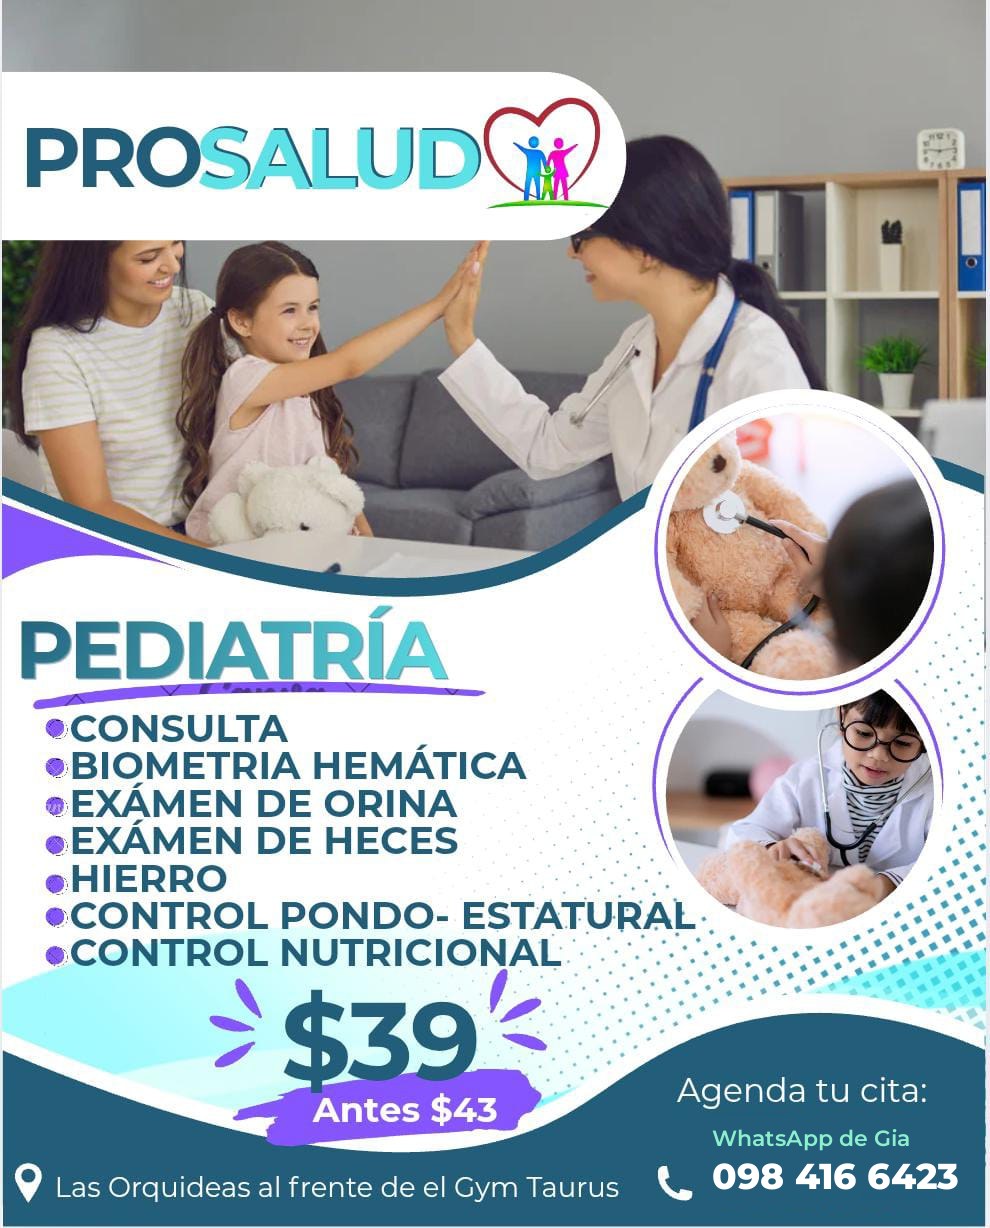 PROSALUD
PEDIATRÍA
CONSULTA
BIOMETRIA HEMÁTICA
EXÁMEN DE ORINA
EXÁMEN DE HECES
HIERRO
CONTROL PONDO- ESTATURAL
CONTROL NUTRICIONAL
$39
Antes $43
Agenda tu cita:
WhatsApp de Gia
098 416 6423
Las Orquideas al frente de el Gym Taurus